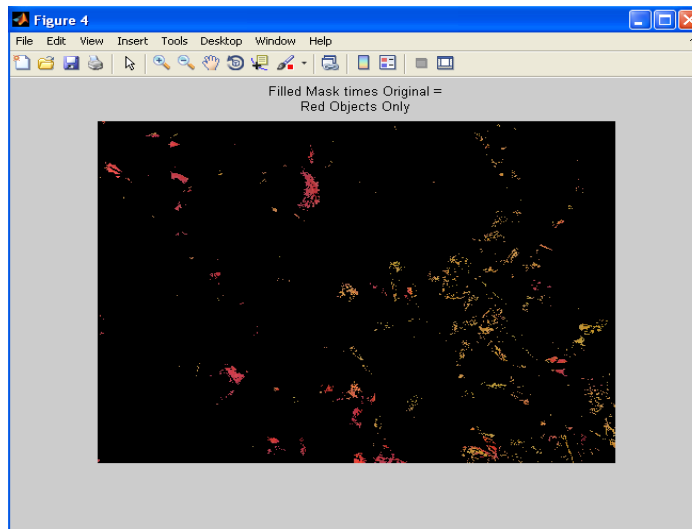 Figure 4
File Edit View Insert Tools Desktop Window Help
Filled Mask times Original =
Red Objects Only